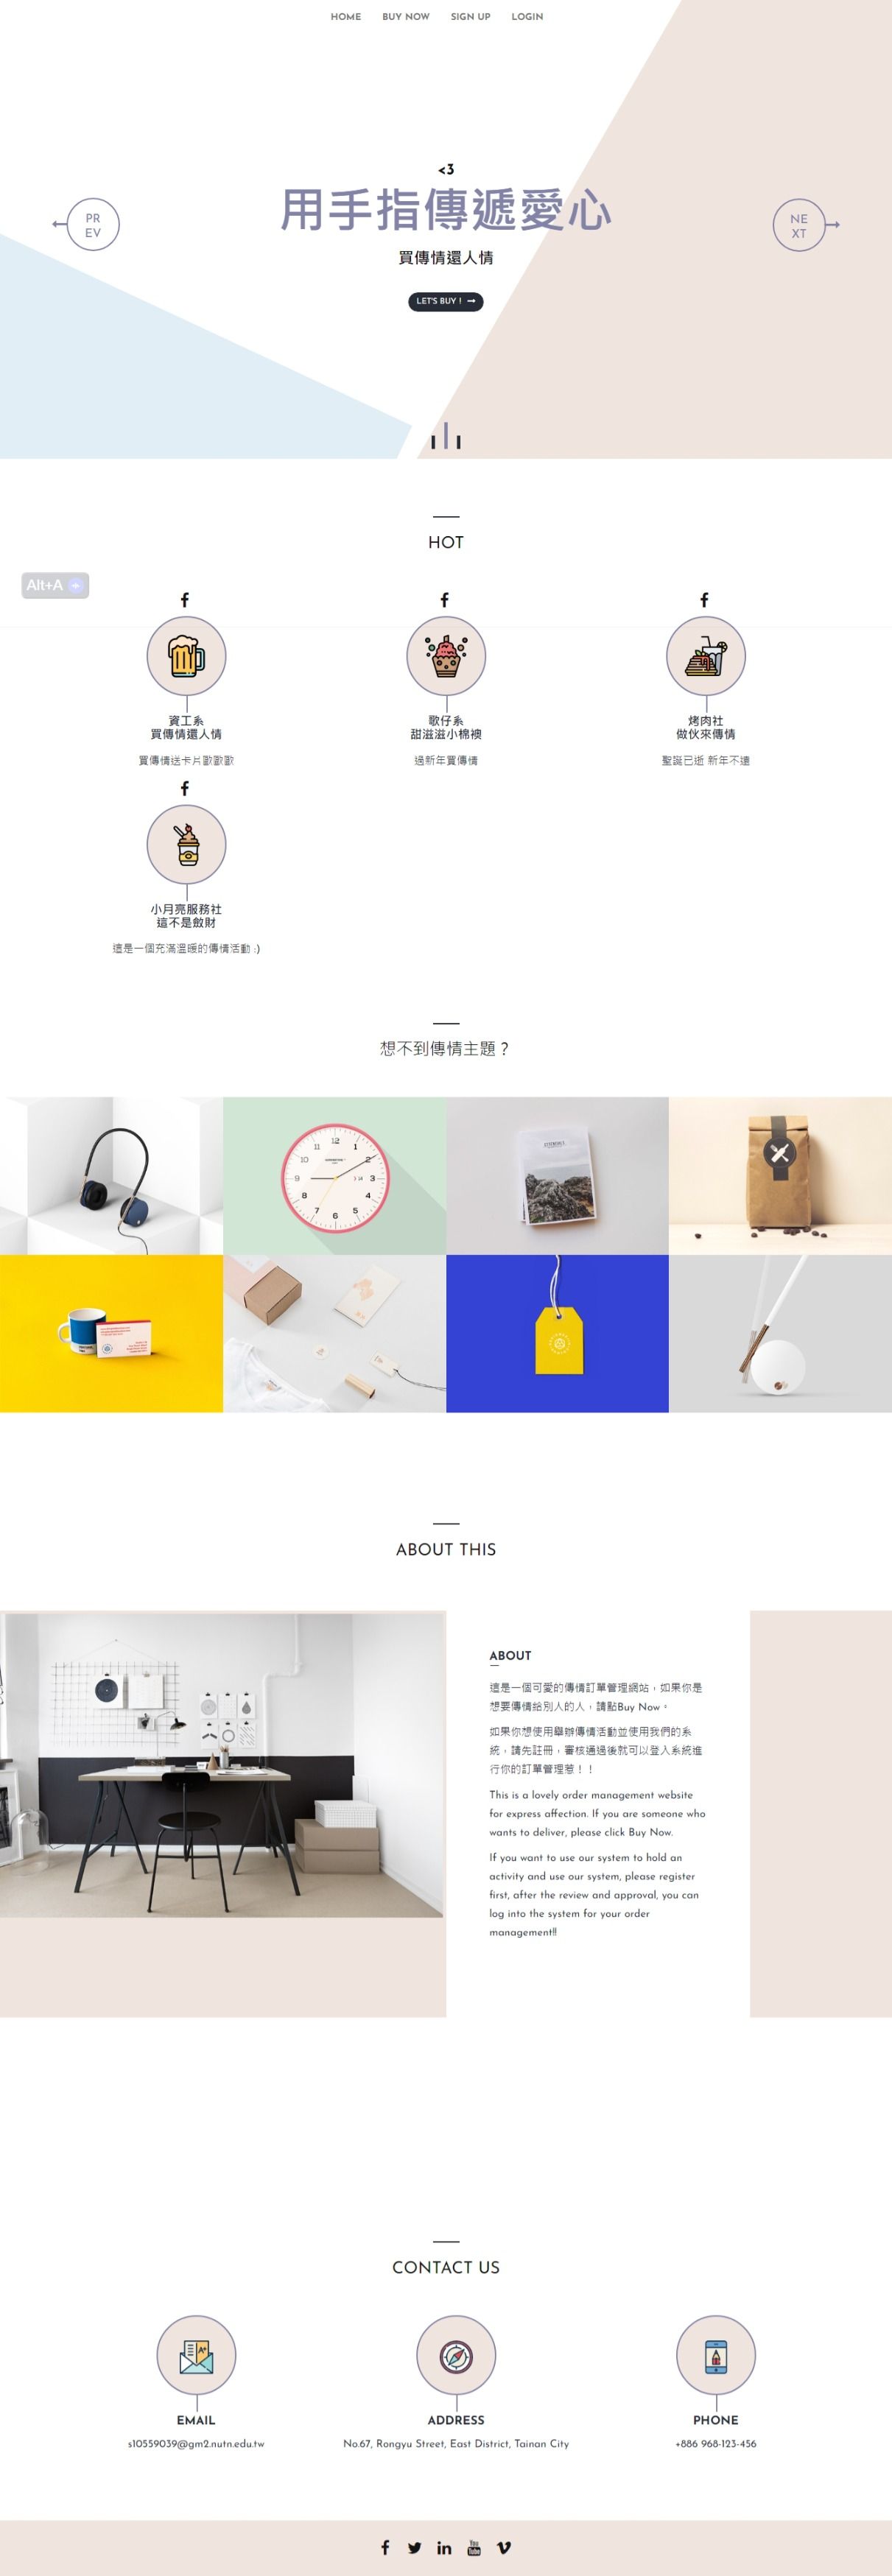 HOME BUY NOW SIGN UP LOGIN
<3
用手指傳遞愛心
買傳情還人情
PR
EV
NE
XT
LET'S BUY !
HOT
Alt+A
資工系
買傳情還人情
買傳情送卡片歐歐歐
歌仔系
甜滋滋小棉襖
過新年買傳情
烤肉社
做伙來傳情
聖誕已逝 新年不遠
小月亮服務社
這不是斂財
這是一個充滿溫暖的傳情活動 :)
想不到傳情主題？
12
1
2
3
4
5
6
7
8
9
10
11
ABOUT THIS
ABOUT
這是一個可愛的傳情訂單管理網站，如果你是
想要傳情給別人的人，請點Buy Now。
如果你想使用舉辦傳情活動並使用我們的系
統，請先註冊，審核通過後就可以登入系統進
行你的訂單管理惹！！
This is a lovely order management website
for express affection. If you are someone who
wants to deliver, please click Buy Now.
If you want to use our system to hold an
activity and use our system, please register
first, after the review and approval, you can
log into the system for your order
management!!
CONTACT US
A+
EMAIL
s10559039@gm2.nutn.edu.tw
ADDRESS
No.67, Rongyu Street, East District, Tainan City
PHONE
+886 968-123-456
You
Tube